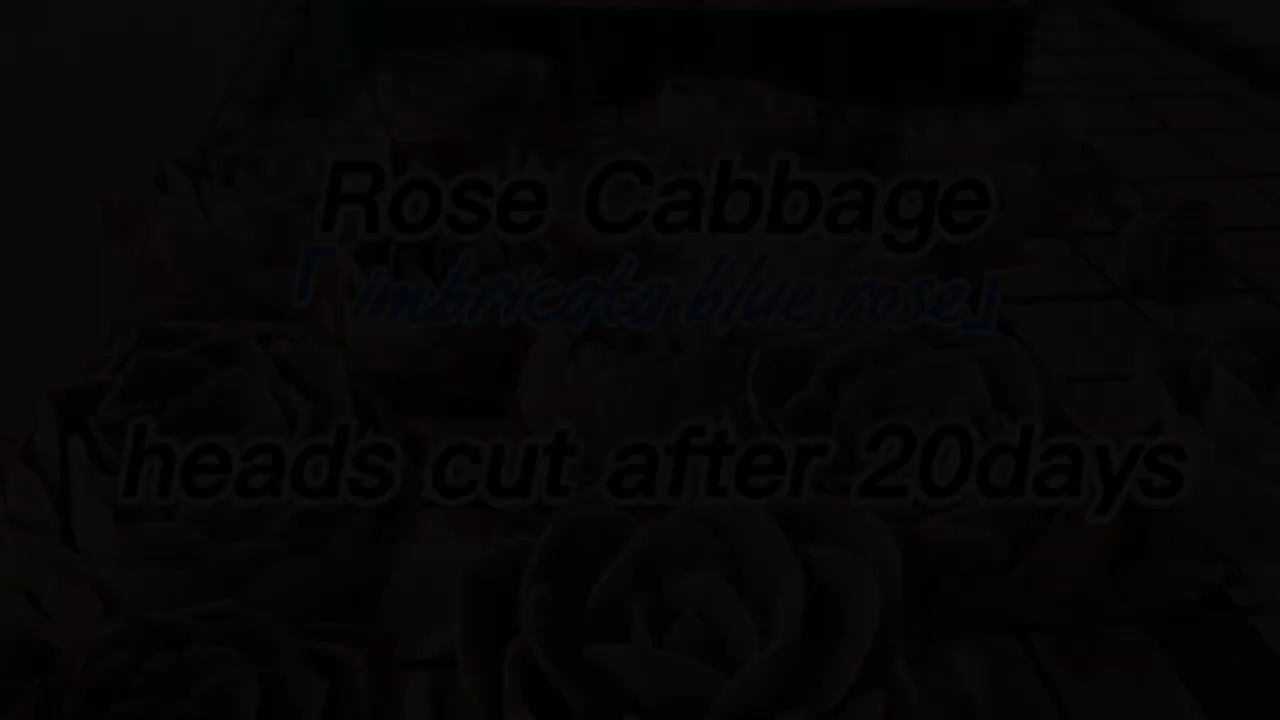 Rose Cabbage
「imbricata blue rose」
heads cut after 20days